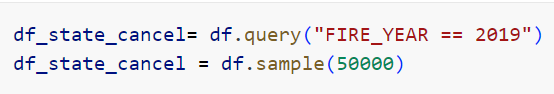 df_state_cancel= df.query("FIRE_YEAR == 2019")
df_state_cancel = df.sample(50000)